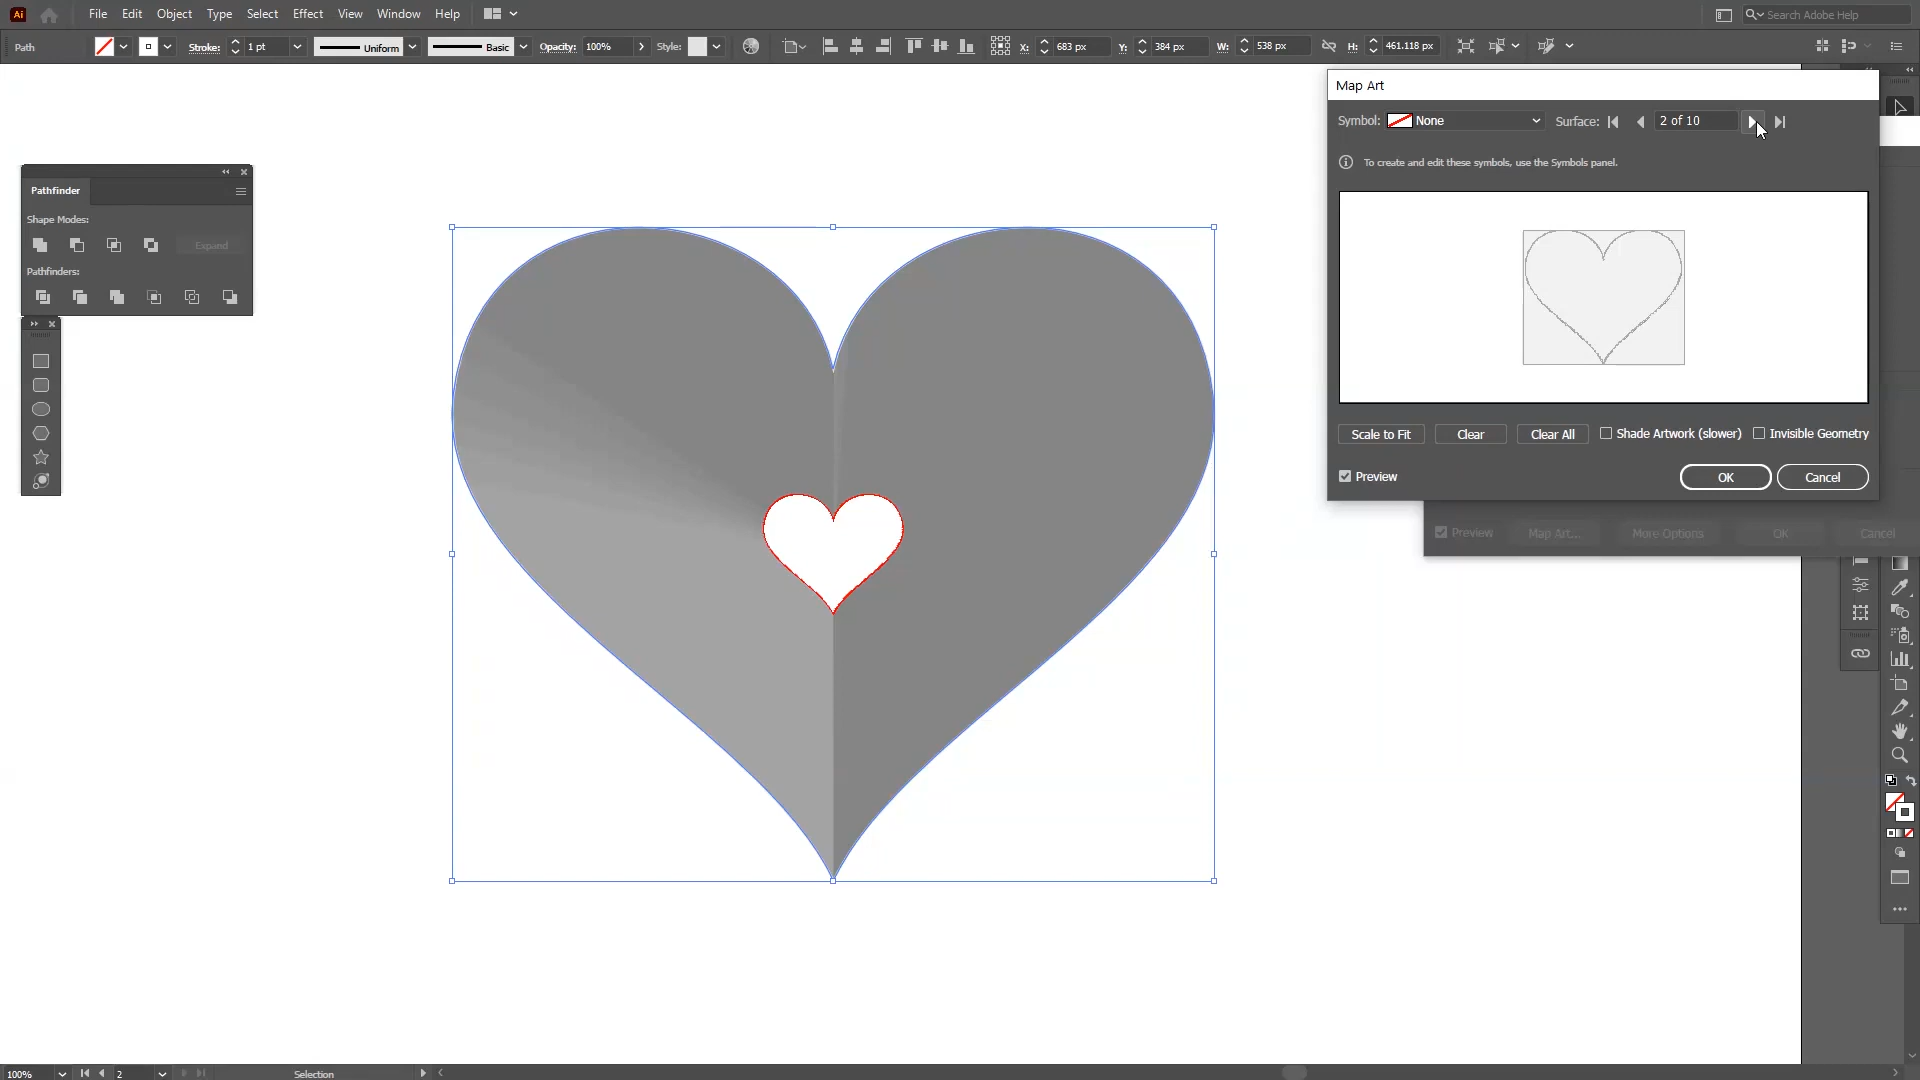 Ai File Edit Object Type Select Effect View Window Help Search Adobe Help
Path Stroke: 1 pt Uniform Basic Opacity: 100% Style: X: 683 px Y: 384 px W: 538 px H: 461.118 px
Map Art
Symbol: None Surface: 2 of 10
To create and edit these symbols, use the Symbols panel.
Pathfinder
Shape Modes:
Expand
Pathfinders:
Scale to Fit Clear Clear All Shade Artwork (slower) Invisible Geometry
Preview OK Cancel
Preview Map Art... More Options OK Cancel
100% 2 Selection